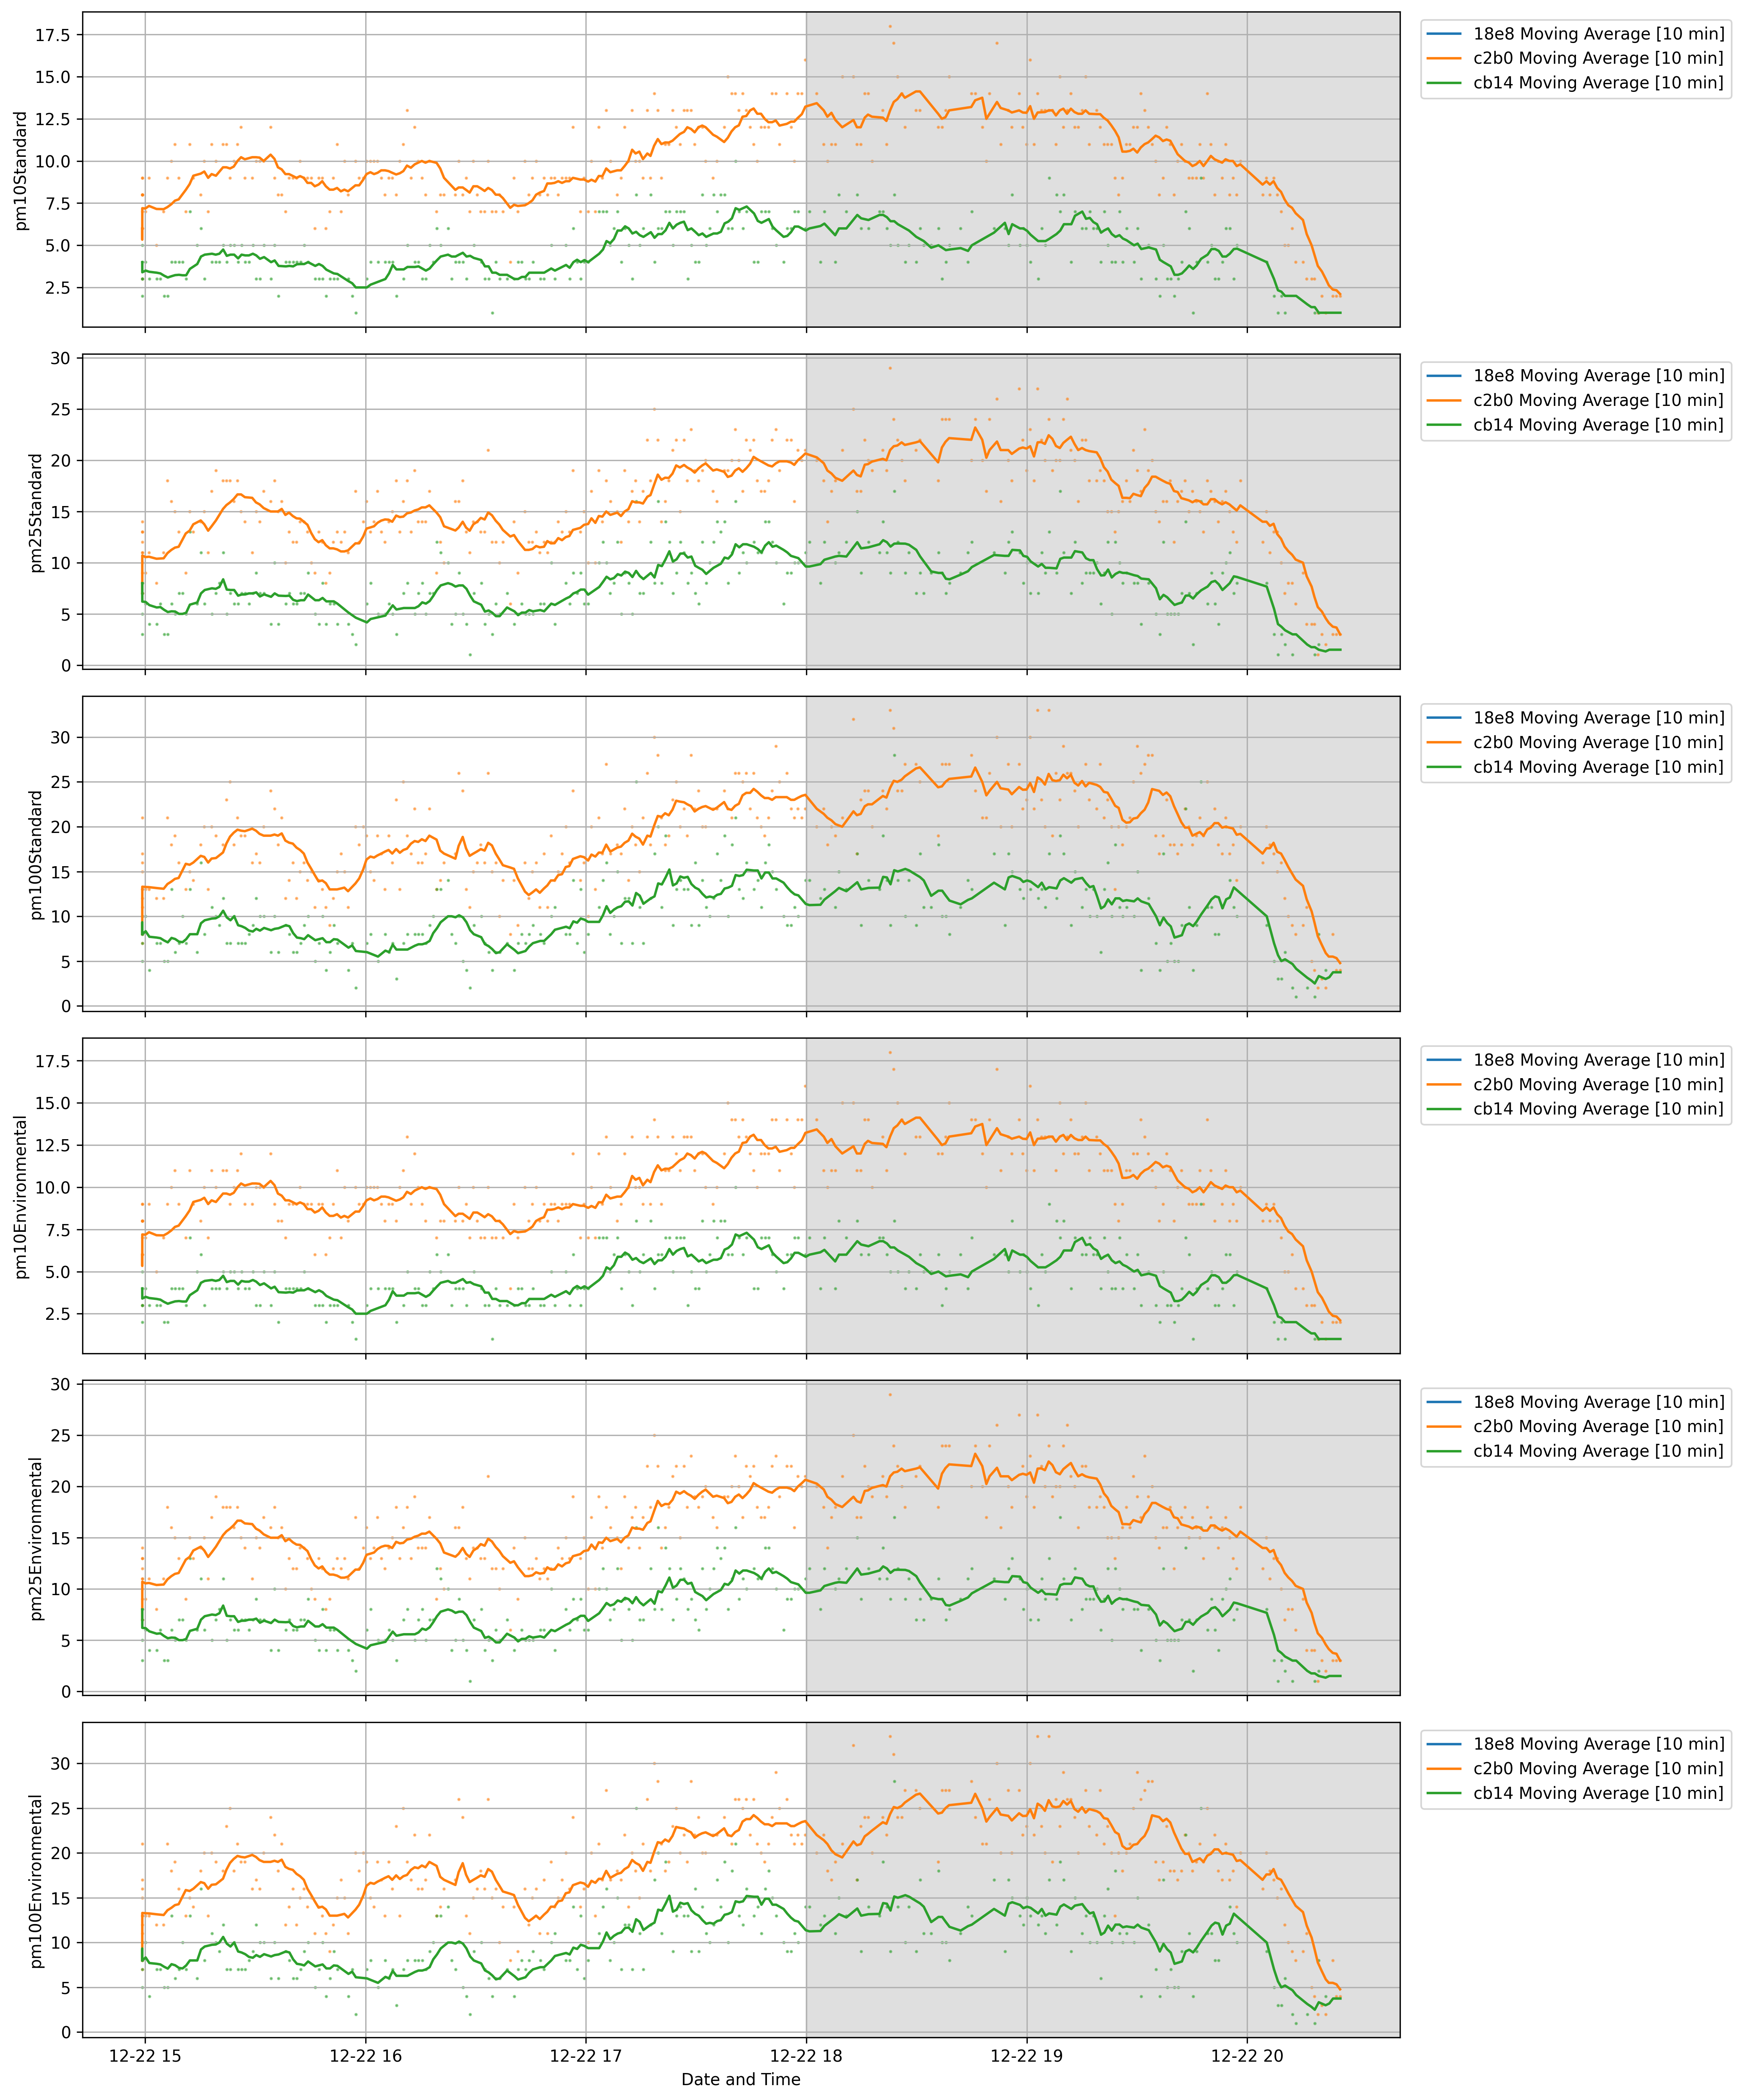 17.5
15.0
12.5
10.0
7.5
5.0
2.5
pm10Standard
18e8 Moving Average [10 min]
c2b0 Moving Average [10 min]
cb14 Moving Average [10 min]
30
25
20
15
10
5
0
pm25Standard
18e8 Moving Average [10 min]
c2b0 Moving Average [10 min]
cb14 Moving Average [10 min]
30
25
20
15
10
5
0
pm100Standard
18e8 Moving Average [10 min]
c2b0 Moving Average [10 min]
cb14 Moving Average [10 min]
17.5
15.0
12.5
10.0
7.5
5.0
2.5
pm10Environmental
18e8 Moving Average [10 min]
c2b0 Moving Average [10 min]
cb14 Moving Average [10 min]
30
25
20
15
10
5
0
pm25Environmental
18e8 Moving Average [10 min]
c2b0 Moving Average [10 min]
cb14 Moving Average [10 min]
30
25
20
15
10
5
0
pm100Environmental
18e8 Moving Average [10 min]
c2b0 Moving Average [10 min]
cb14 Moving Average [10 min]
12-22 15 12-22 16 12-22 17 12-22 18 12-22 19 12-22 20
Date and Time